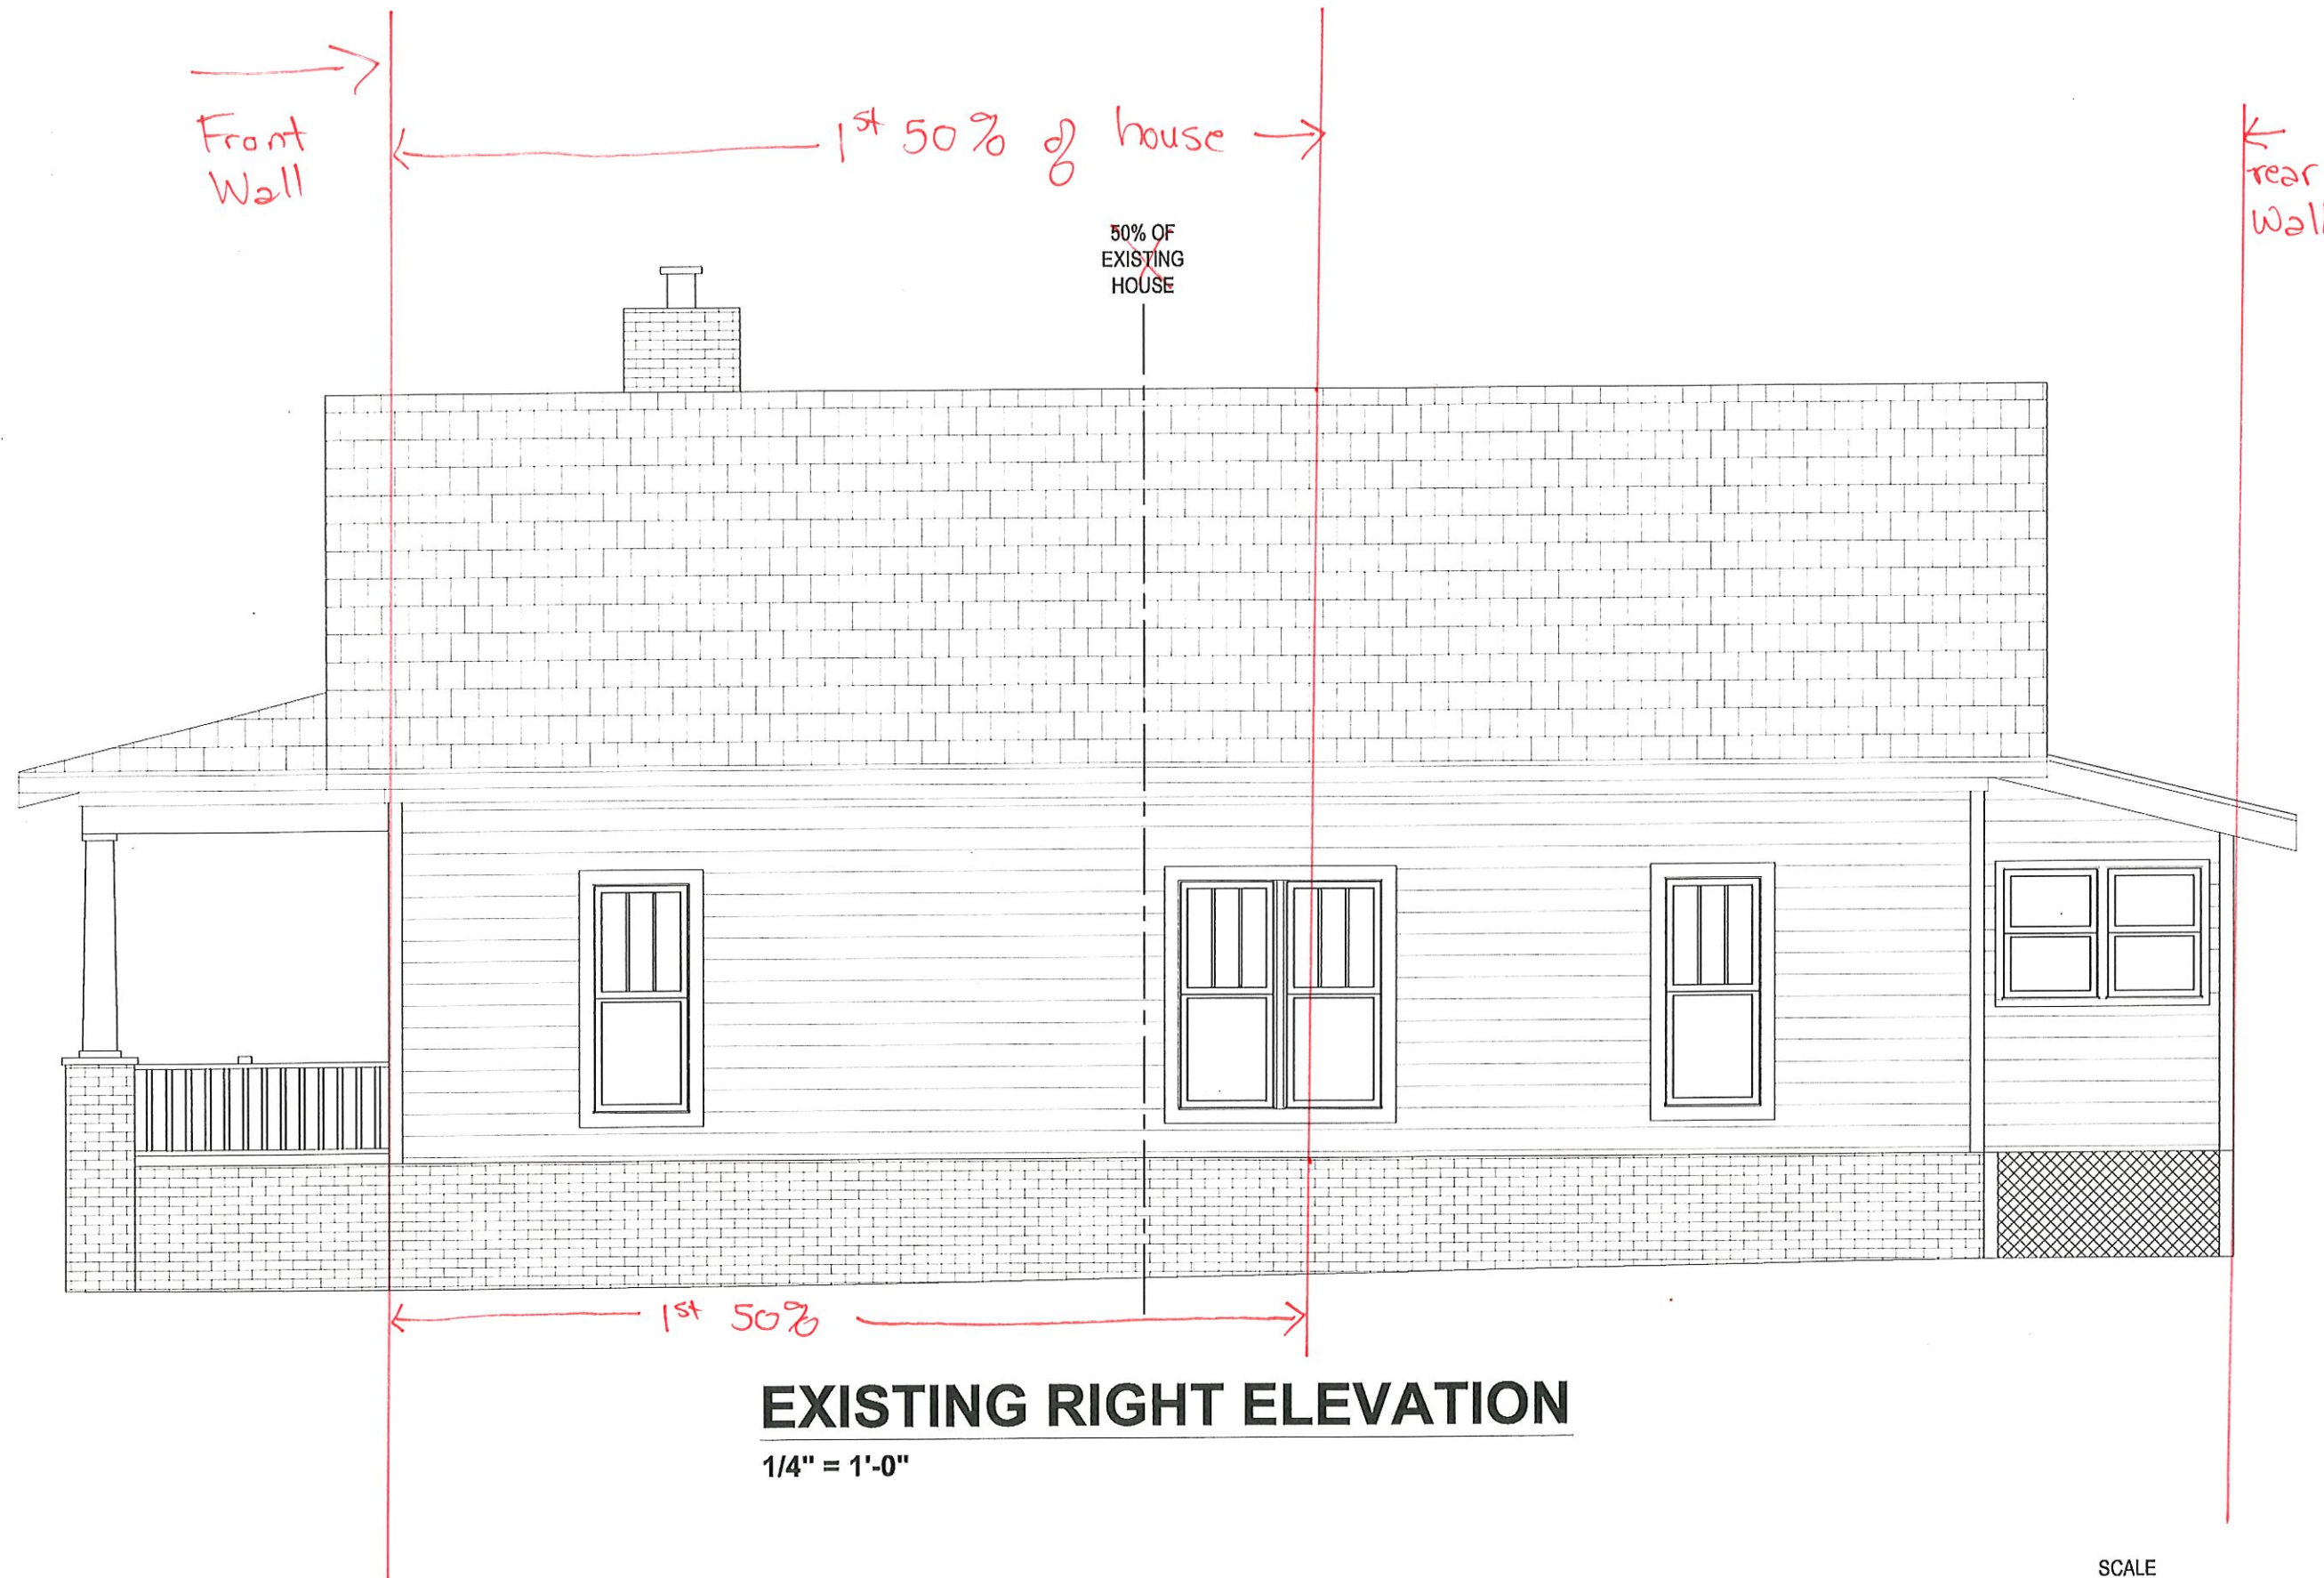 Front
Wall
1st 50% of house
rear
Wall
50% OF
EXISTING
HOUSE
1st 50%
EXISTING RIGHT ELEVATION
1/4" = 1'-0"
SCALE